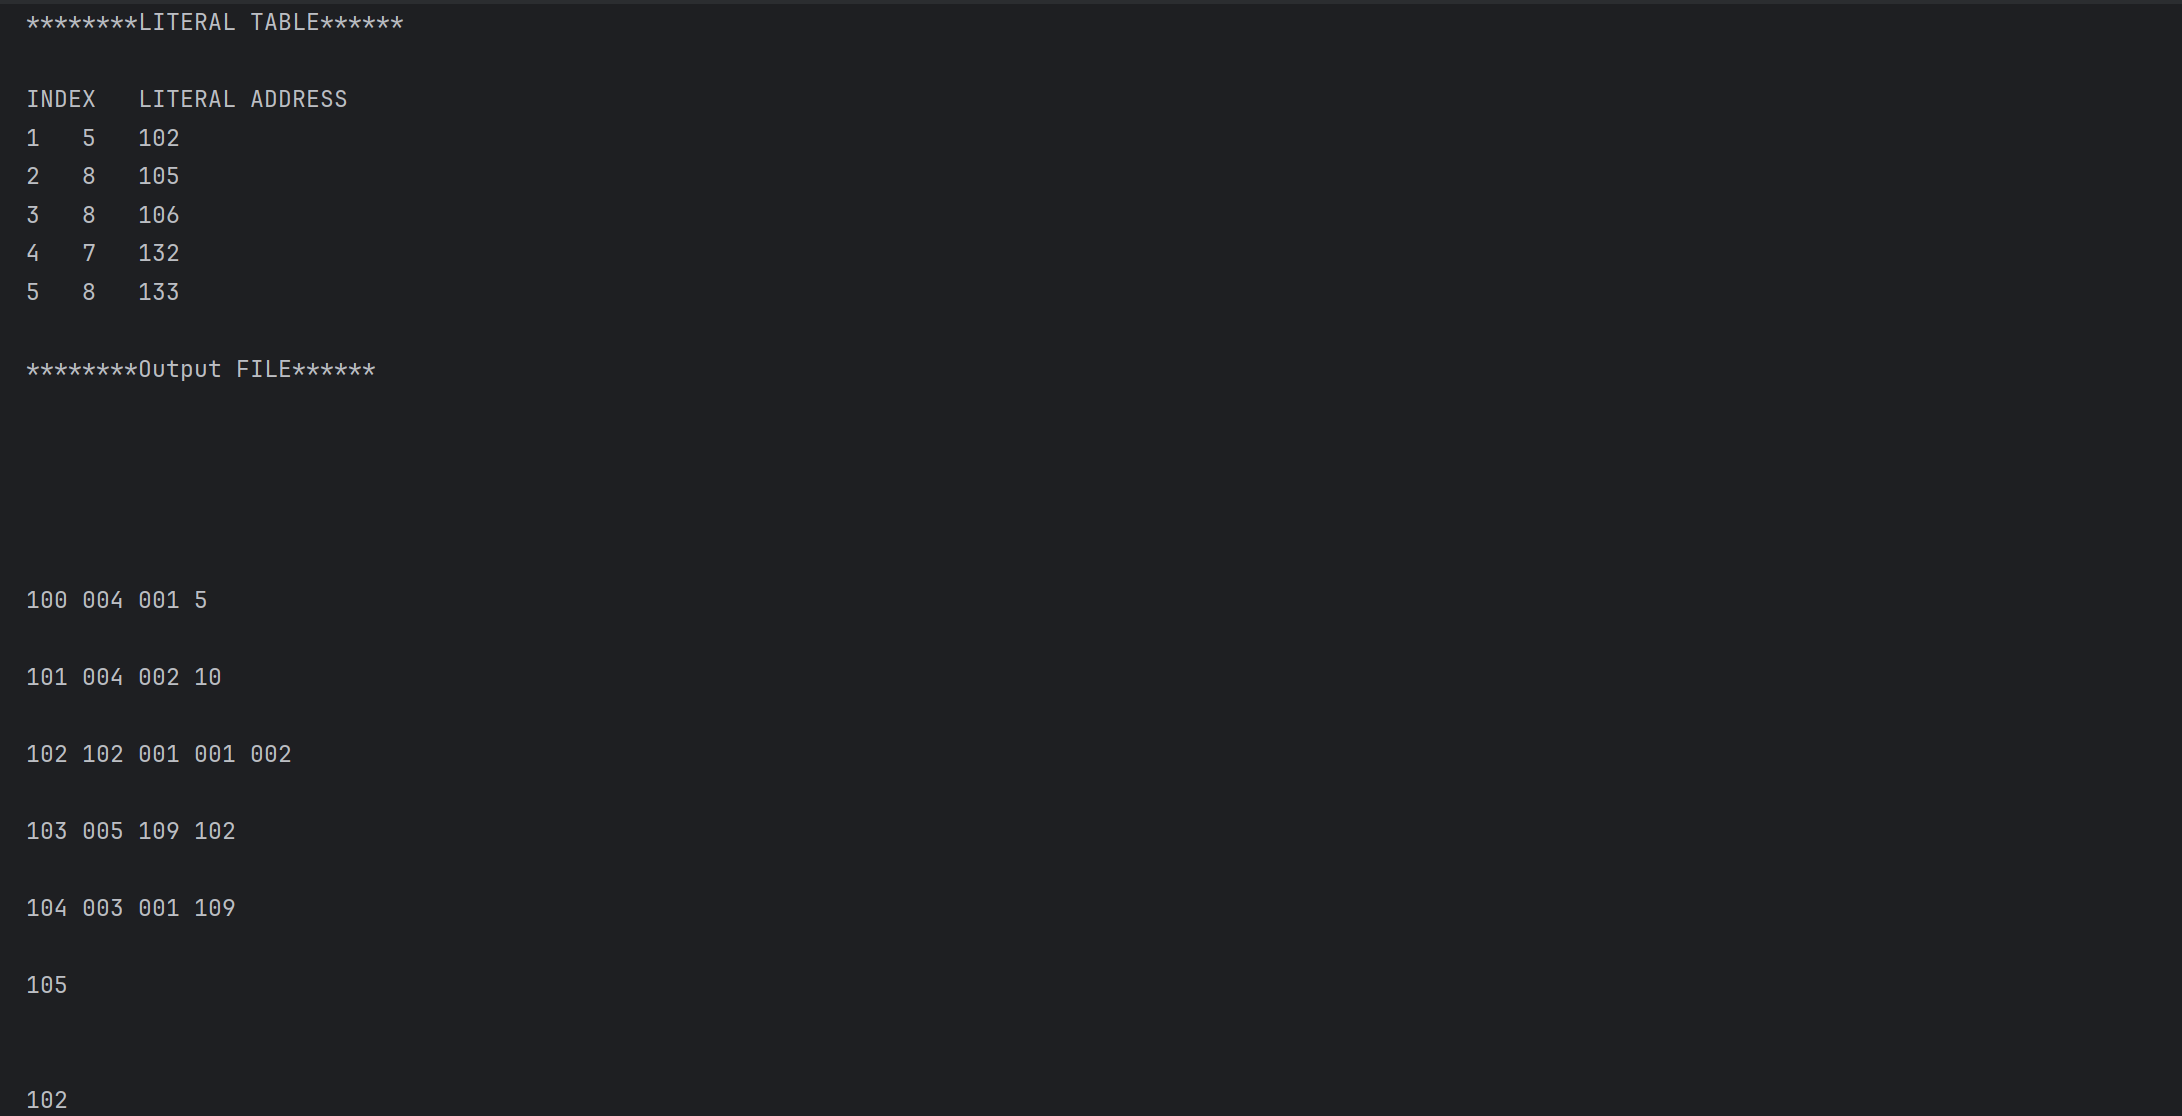 ********LITERAL TABLE******
INDEX   LITERAL ADDRESS
1   5   102
2   8   105
3   8   106
4   7   132
5   8   133
********Output FILE******
100 004 001 5
101 004 002 10
102 102 001 001 002
103 005 109 102
104 003 001 109
105
102